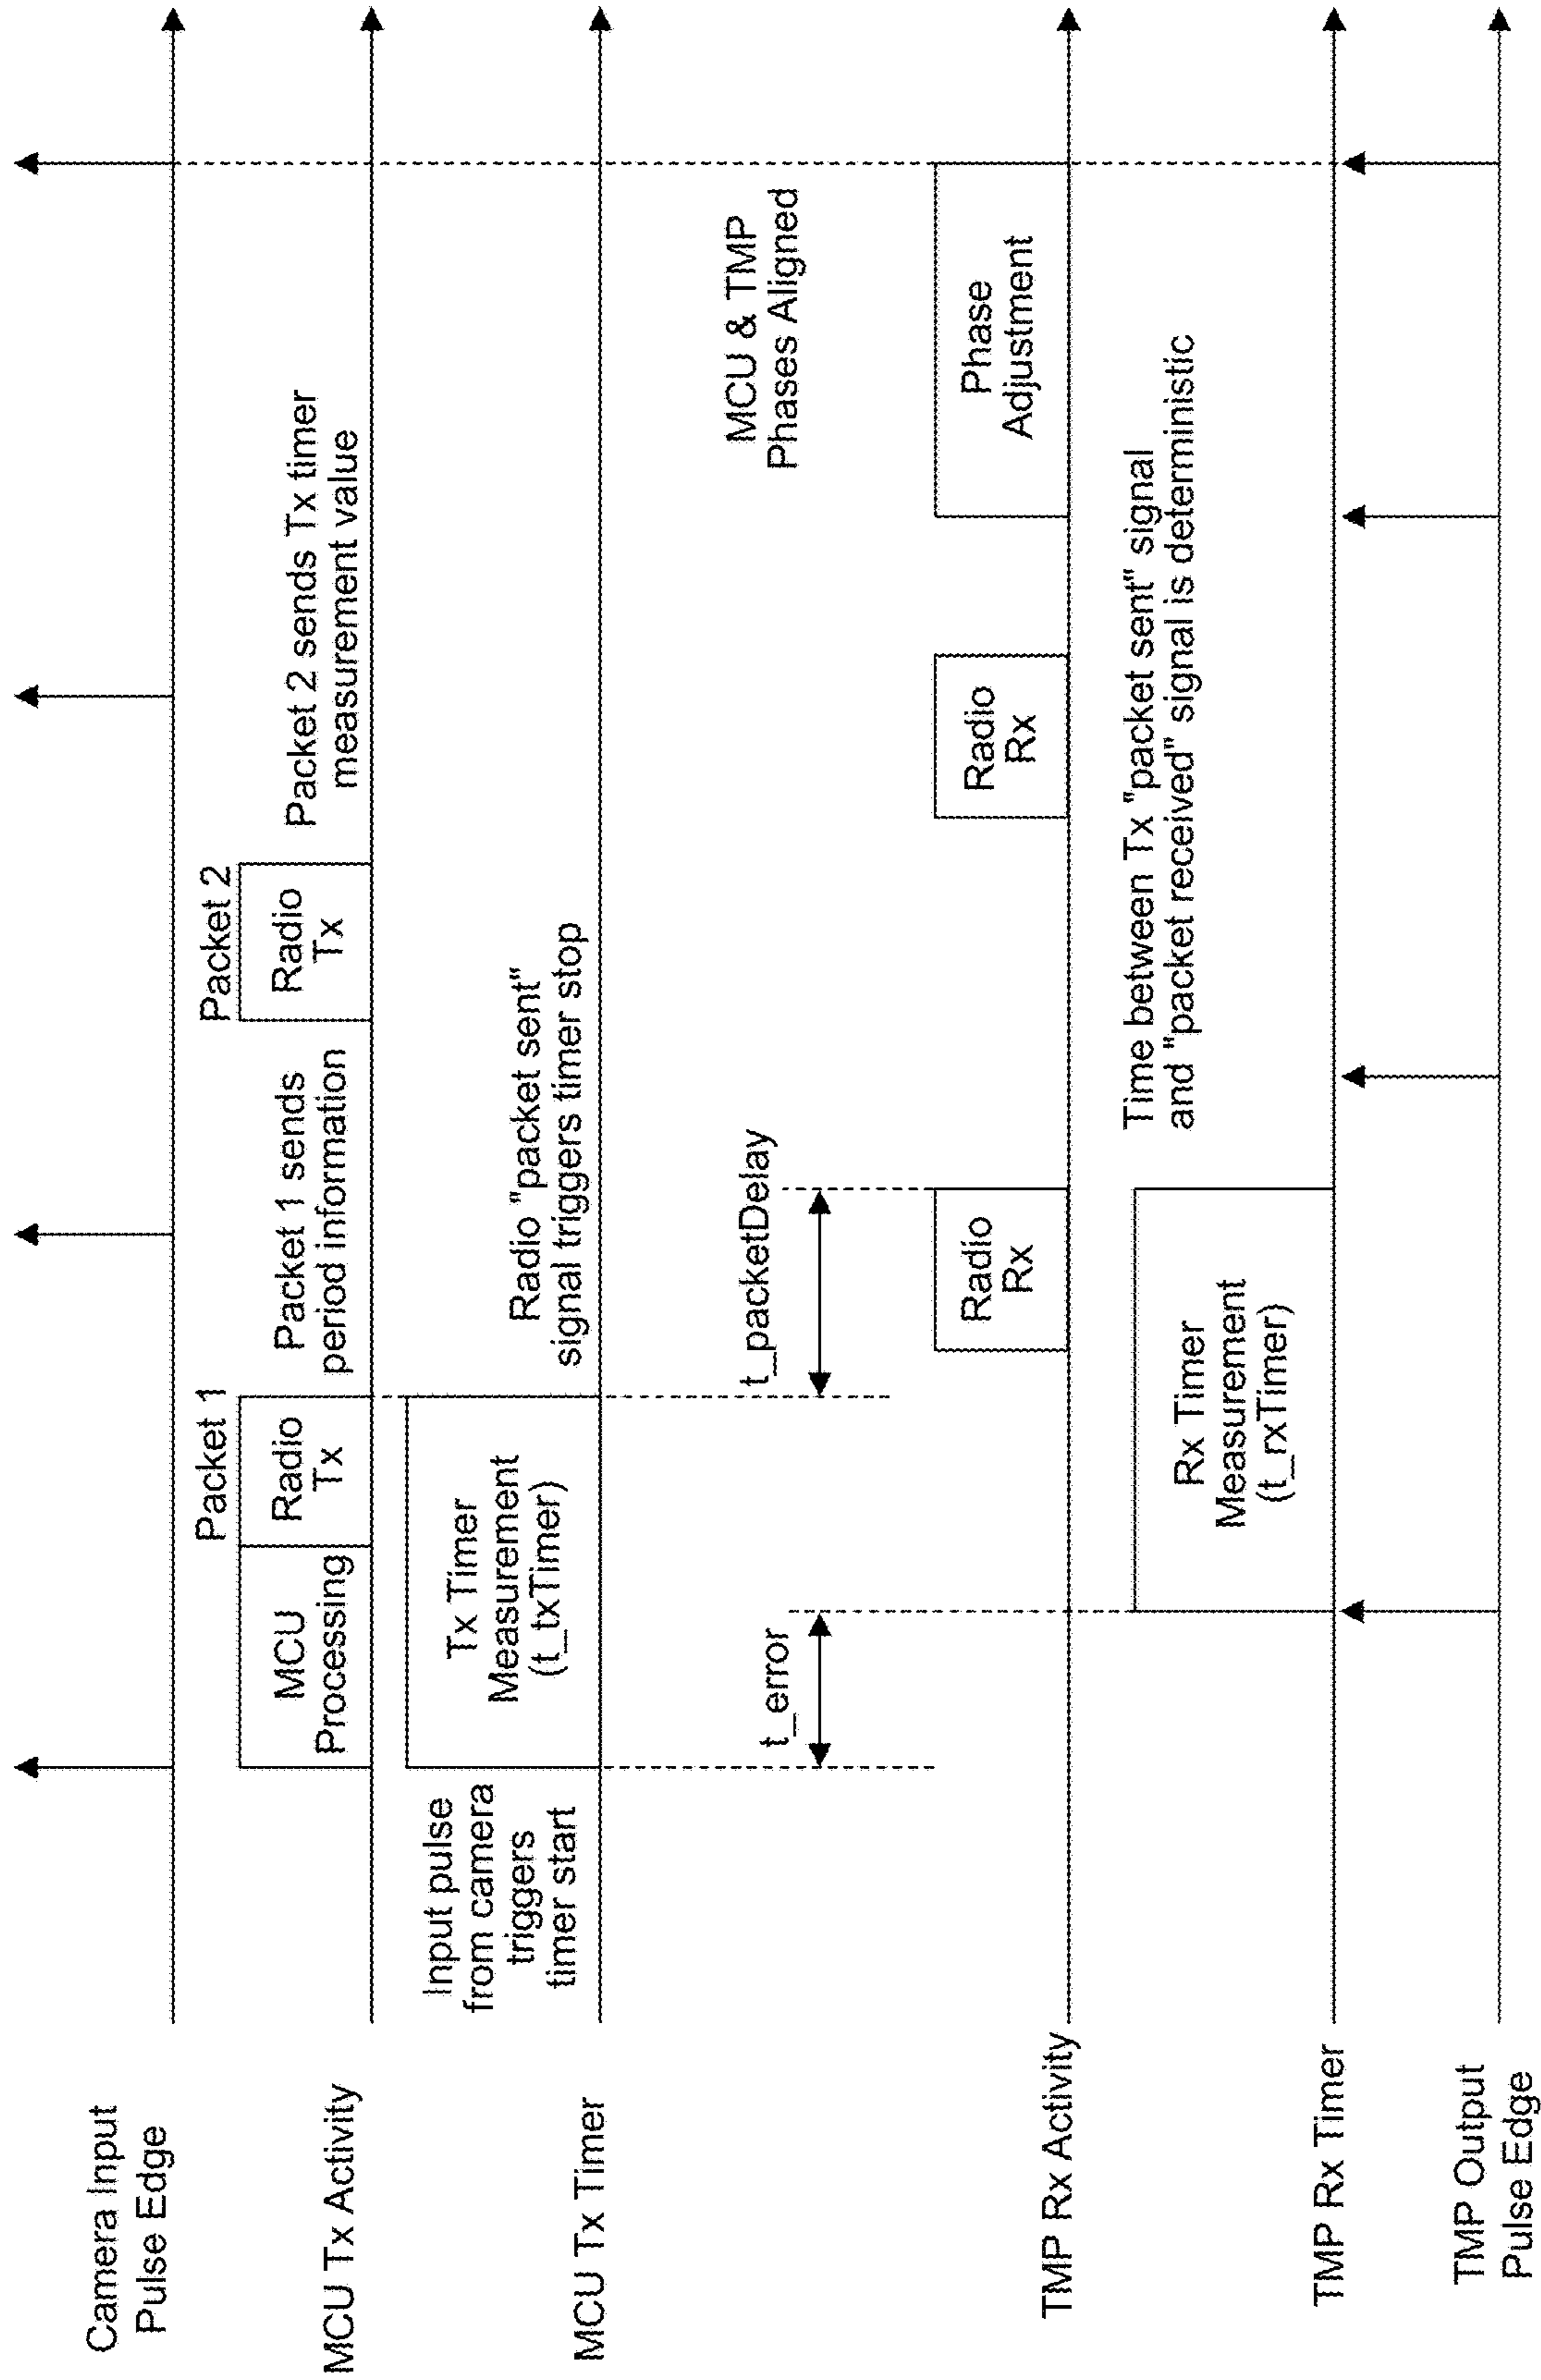 Camera Input
Pulse Edge
Packet 1
Packet 2
MCU Tx Activity
MCU
Processing
Radio
Tx
Packet 1 sends
period information
Radio
Tx
Packet 2 sends Tx timer
measurement value
MCU Tx Timer
Input pulse
from camera
triggers
timer start
Tx Timer
Measurement
(t_txTimer)
Radio "packet sent"
signal triggers timer stop
t_error
t_packetDelay
MCU & TMP
Phases Aligned
TMP Rx Activity
Radio
Rx
Radio
Rx
Phase
Adjustment
TMP Rx Timer
Rx Timer
Measurement
(t_rxTimer)
Time between Tx "packet sent" signal
and "packet received" signal is deterministic
TMP Output
Pulse Edge